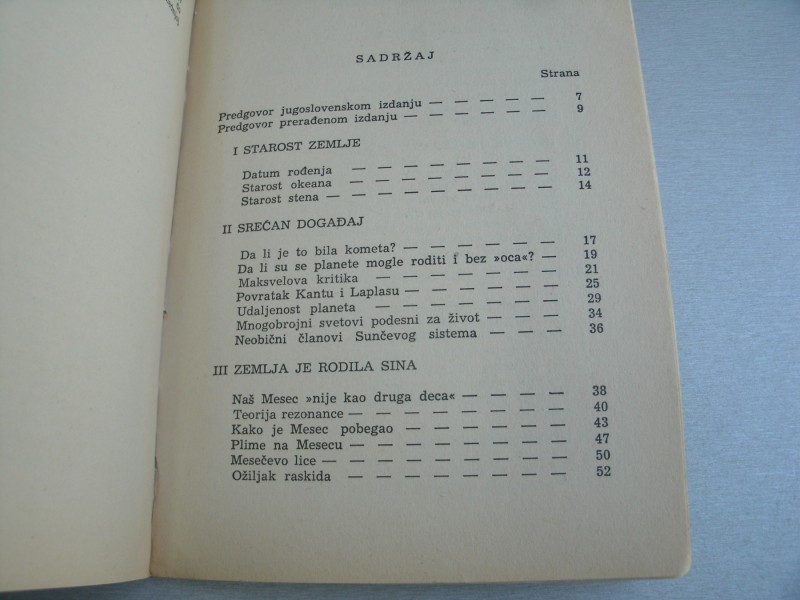 SADRŽAJ
Strana
Predgovor jugoslovenskom izdanju — — — — — 7
Predgovor prerađenom izdanju — — — — — — 9
I STAROST ZEMLJE
Datum rođenja — — — — — — — — 11
Starost okeana — — — — — — — — 12
Starost stena — — — — — — — — — 14
II SREĆAN DOGAĐAJ
Da li je to bila kometa? — — — — — — 17
Da li su se planete mogle roditi i bez »oca«? — 19
Maksvelova kritika — — — — — — — 21
Povratak Kantu i Laplasu — — — — — — 25
Udaljenost planeta — — — — — — — 29
Mnogobrojni svetovi podesni za život — — — 34
Neobični članovi Sunčevog sistema — — — 36
III ZEMLJA JE RODILA SINA
Naš Mesec »nije kao druga deca« — — — — 38
Teorija rezonance — — — — — — — — 40
Kako je Mesec pobegao — — — — — — 43
Plime na Mesecu — — — — — — — — 47
Mesečevo lice — — — — — — — — — 50
Ožiljak raskida — — — — — — — — 52